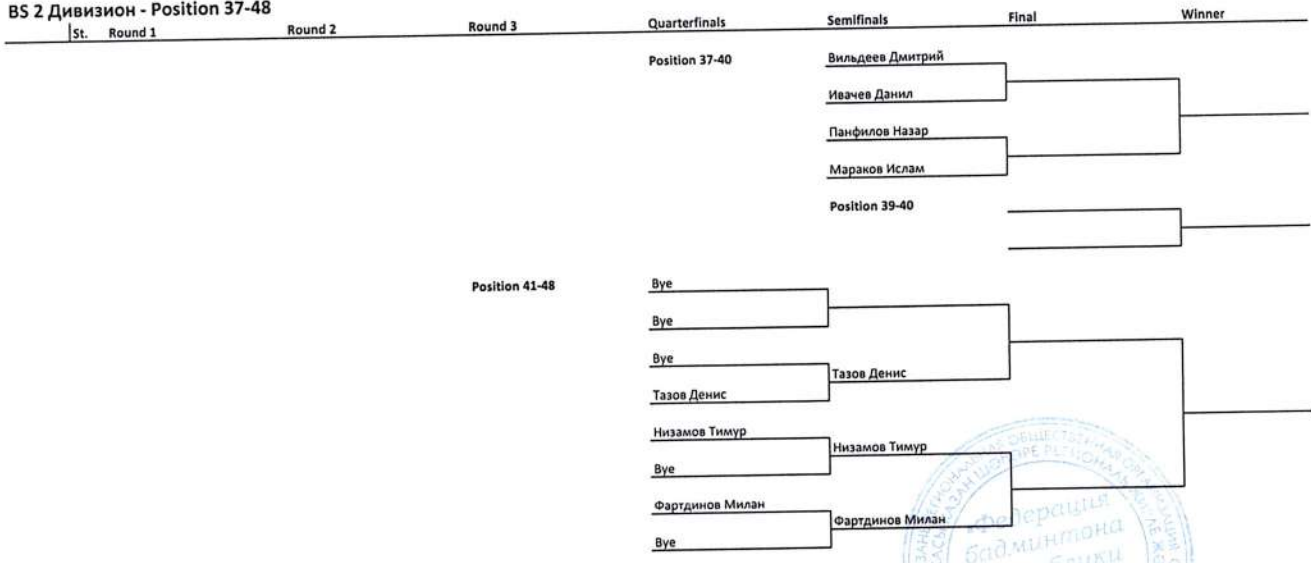 BS 2 Дивизион - Position 37-48
St. Round 1 Round 2 Round 3 Quarterfinals Semifinals Final Winner
Position 37-40 Вильдеев Дмитрий
Ивачев Данил
Панфилов Назар
Мараков Ислам
Position 39-40
Position 41-48 Bye
Bye
Bye
Тазов Денис
Тазов Денис
Низамов Тимур
Низамов Тимур
Bye
Фартдинов Милан
Фартдинов Милан
Bye
Федерация
бадминтона